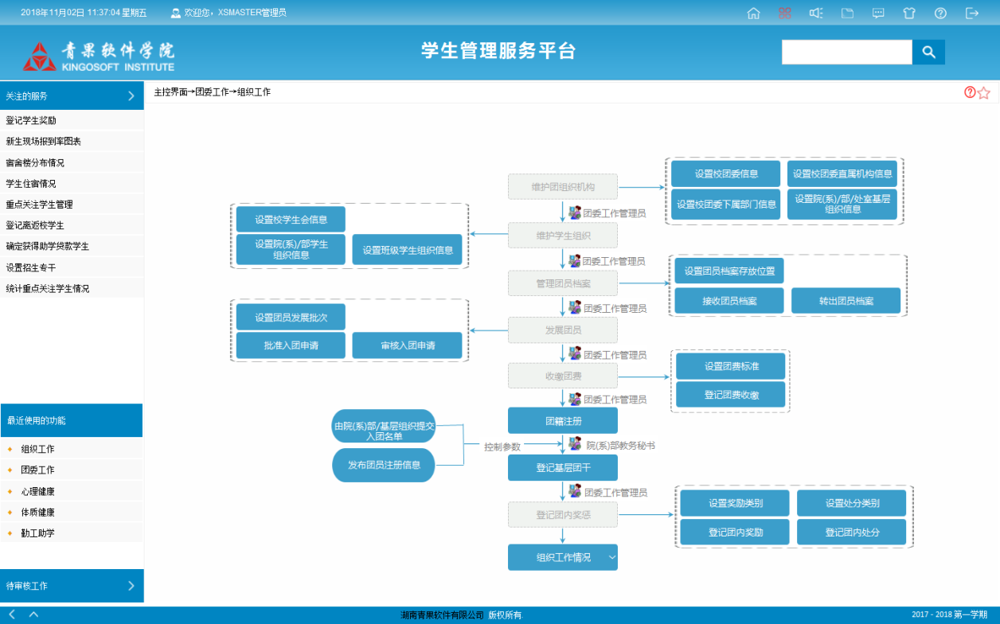 2018年11月02日 11:37:04 星期五
欢迎您，XSMASTER管理员
青果软件学院
KINGOSOFT INSTITUTE
学生管理服务平台
关注的服务
登记学生奖励
新生现场报到率图表
宿舍楼分布情况
学生住宿情况
重点关注学生管理
登记离返校学生
确定获得助学贷款学生
设置招生专干
统计重点关注学生情况
最近使用的功能
组织工作
团委工作
心理健康
体质健康
勤工助学
待审核工作
主控界面→团委工作→组织工作
维护团组织机构
设置校团委信息
设置校团委直属机构信息
设置校团委下属部门信息
设置院(系)/部/处室基层
组织信息
团委工作管理员
维护学生组织
设置校学生会信息
设置院(系)/部学生
组织信息
设置班级学生组织信息
团委工作管理员
管理团员档案
设置团员档案存放位置
接收团员档案
转出团员档案
团委工作管理员
发展团员
设置团员发展批次
批准入团申请
审核入团申请
团委工作管理员
收缴团费
设置团费标准
登记团费收缴
团委工作管理员
团籍注册
由院(系)部/基层组织提交
入团名单
发布团员注册信息
控制参数
院(系)部教务秘书
登记基层团干
团委工作管理员
登记团内奖惩
设置奖励类别
设置处分类别
登记团内奖励
登记团内处分
组织工作情况
湖南青果软件有限公司 版权所有
2017 - 2018 第一学期